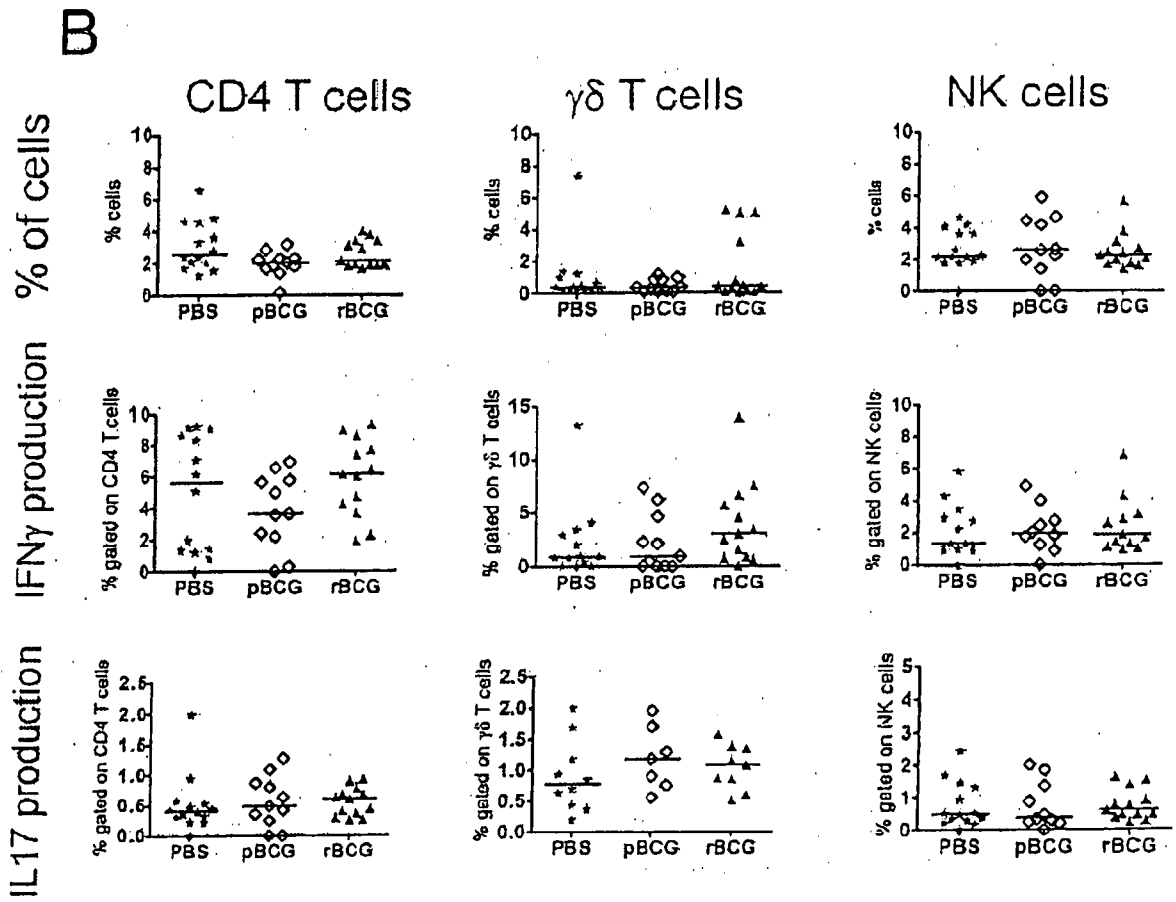 B
CD4 T cells
γδ T cells
NK cells
% of cells
% cells
10
8
6
4
2
0
PBS pBCG rBCG
% cells
10
8
6
4
2
0
PBS pBCG rBCG
% cells
10
8
6
4
2
0
PBS pBCG rBCG
IFNγ production
% gated on CD4 T cells
10
8
6
4
2
0
PBS pBCG rBCG
% gated on γδ T cells
15
10
5
0
PBS pBCG rBCG
% gated on NK cells
10
8
6
4
2
0
PBS pBCG rBCG
IL17 production
% gated on CD4 T cells
2.5
2.0
1.5
1.0
0.5
0.0
PBS pBCG rBCG
% gated on γδ T cells
2.5
2.0
1.5
1.0
0.5
0.0
PBS pBCG rBCG
% gated on NK cells
5
4
3
2
1
0
PBS pBCG rBCG